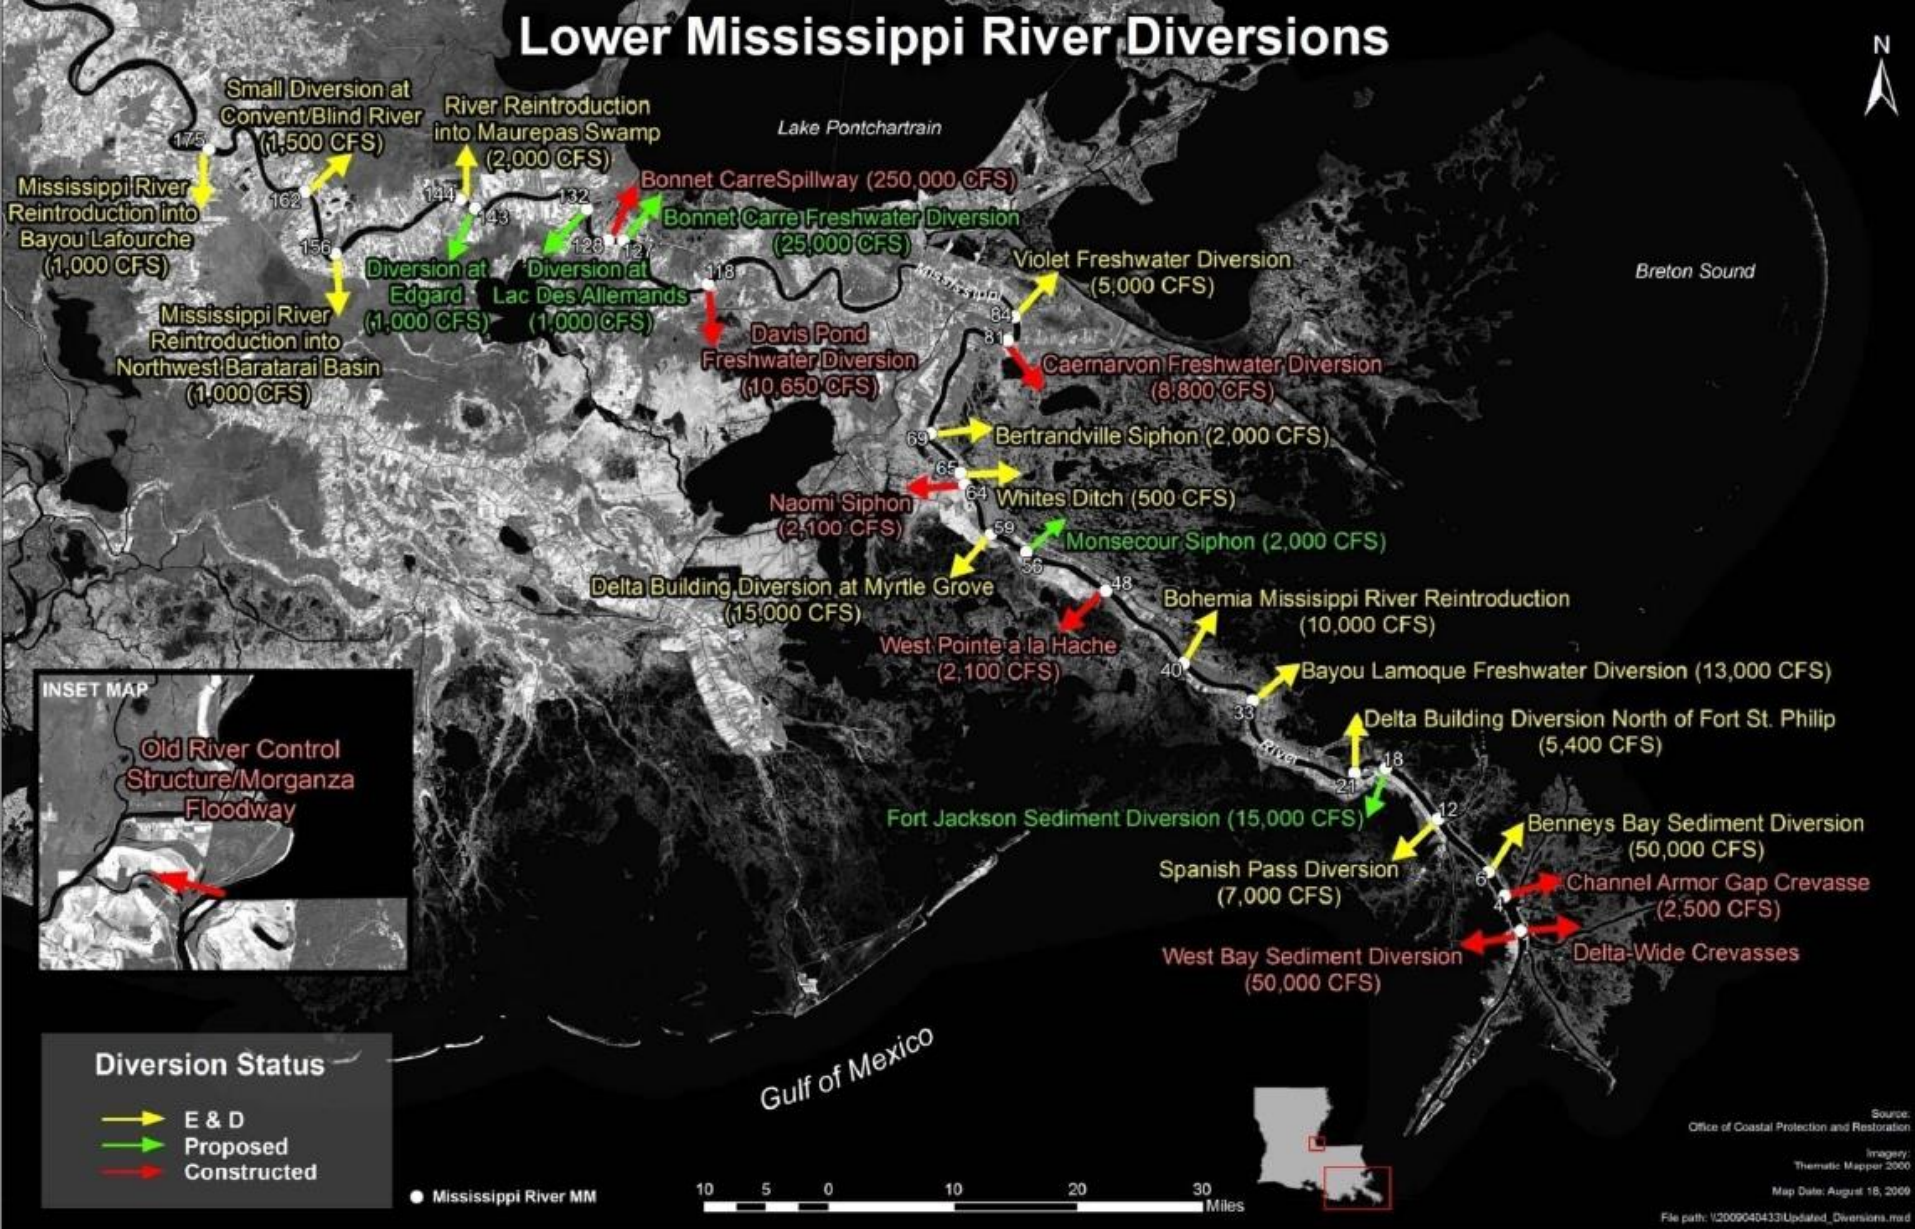 Lower Mississippi River Diversions
N
Small Diversion at
Convent/Blind River
(1,500 CFS)
River Reintroduction
into Maurepas Swamp
(2,000 CFS)
Lake Pontchartrain
175
Mississippi River
Reintroduction into
Bayou Lafourche
(1,000 CFS)
162
144
143
132
Bonnet CarreSpillway (250,000 CFS)
Bonnet Carre Freshwater Diversion
(25,000 CFS)
156
128
127
118
Mississippi River
Reintroduction into
Northwest Baratarai Basin
(1,000 CFS)
Diversion at
Edgard
(1,000 CFS)
Diversion at
Lac Des Allemands
(1,000 CFS)
Davis Pond
Freshwater Diversion
(10,650 CFS)
Mississippi
Violet Freshwater Diversion
(5,000 CFS)
Breton Sound
84
81
Caernarvon Freshwater Diversion
(8,800 CFS)
69
Bertrandville Siphon (2,000 CFS)
65
64
Whites Ditch (500 CFS)
Naomi Siphon
(2,100 CFS)
59
Monsecour Siphon (2,000 CFS)
56
Delta Building Diversion at Myrtle Grove
(15,000 CFS)
48
West Pointe a la Hache
(2,100 CFS)
Bohemia Missisippi River Reintroduction
(10,000 CFS)
40
Bayou Lamoque Freshwater Diversion (13,000 CFS)
33
River
Delta Building Diversion North of Fort St. Philip
(5,400 CFS)
21
18
Fort Jackson Sediment Diversion (15,000 CFS)
12
Spanish Pass Diversion
(7,000 CFS)
Benneys Bay Sediment Diversion
(50,000 CFS)
6
Channel Armor Gap Crevasse
(2,500 CFS)
4
West Bay Sediment Diversion
(50,000 CFS)
1
Delta-Wide Crevasses
INSET MAP
Old River Control
Structure/Morganza
Floodway
Gulf of Mexico
Diversion Status
E & D
Proposed
Constructed
Mississippi River MM
10 5 0 10 20 30
Miles
Source:
Office of Coastal Protection and Restoration
Imagery:
Thematic Mapper 2000
Map Date: August 18, 2009
File path: \\2009040433\Updated_Diversions.mxd